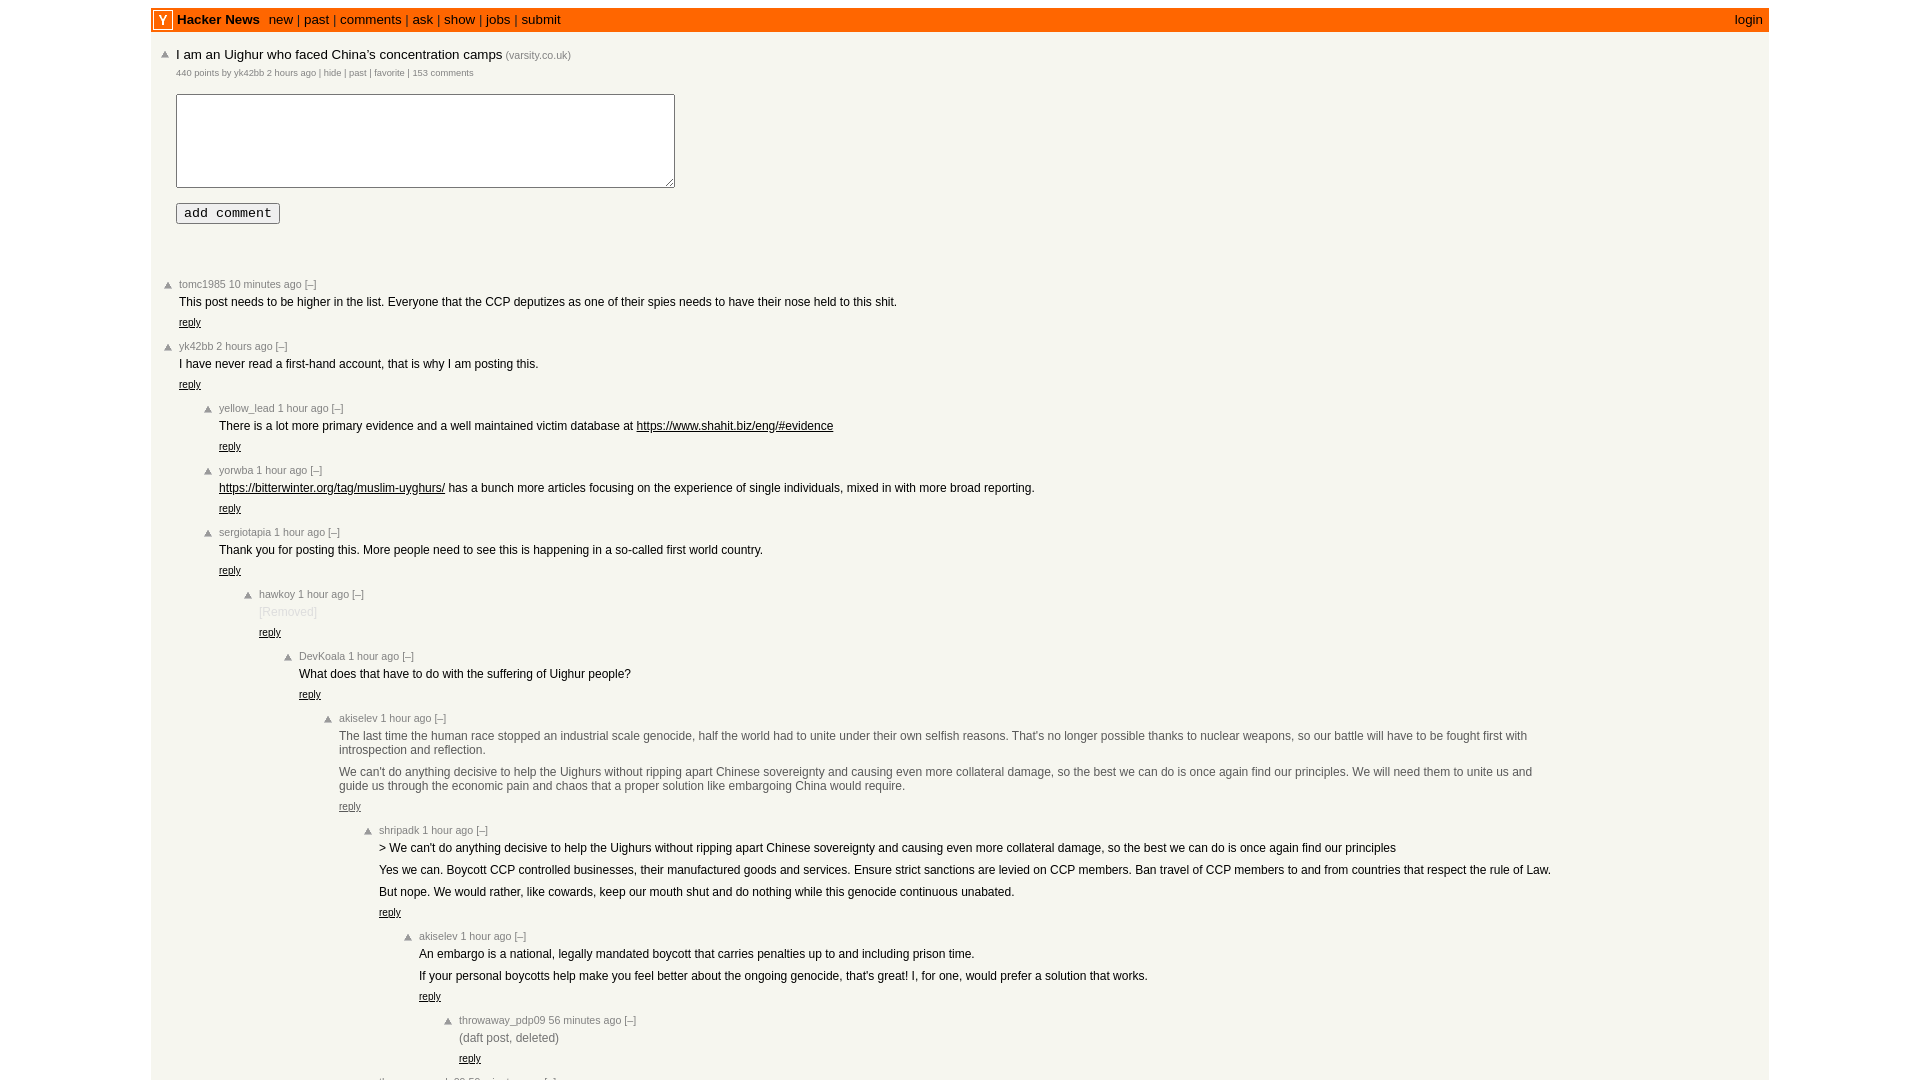 Y Hacker News new | past | comments | ask | show | jobs | submit login
I am an Uighur who faced China's concentration camps (varsity.co.uk)
440 points by yk42bb 2 hours ago | hide | past | favorite | 153 comments
add comment
tomc1985 10 minutes ago [–]
This post needs to be higher in the list. Everyone that the CCP deputizes as one of their spies needs to have their nose held to this shit.
reply
yk42bb 2 hours ago [–]
I have never read a first-hand account, that is why I am posting this.
reply
yellow_lead 1 hour ago [–]
There is a lot more primary evidence and a well maintained victim database at https://www.shahit.biz/eng/#evidence
reply
yorwba 1 hour ago [–]
https://bitterwinter.org/tag/muslim-uyghurs/ has a bunch more articles focusing on the experience of single individuals, mixed in with more broad reporting.
reply
sergiotapia 1 hour ago [–]
Thank you for posting this. More people need to see this is happening in a so-called first world country.
reply
hawkoy 1 hour ago [–]
[Removed]
reply
DevKoala 1 hour ago [–]
What does that have to do with the suffering of Uighur people?
reply
akiselev 1 hour ago [–]
The last time the human race stopped an industrial scale genocide, half the world had to unite under their own selfish reasons. That's no longer possible thanks to nuclear weapons, so our battle will have to be fought first with
introspection and reflection.
We can't do anything decisive to help the Uighurs without ripping apart Chinese sovereignty and causing even more collateral damage, so the best we can do is once again find our principles. We will need them to unite us and
guide us through the economic pain and chaos that a proper solution like embargoing China would require.
reply
shripadk 1 hour ago [–]
> We can't do anything decisive to help the Uighurs without ripping apart Chinese sovereignty and causing even more collateral damage, so the best we can do is once again find our principles
Yes we can. Boycott CCP controlled businesses, their manufactured goods and services. Ensure strict sanctions are levied on CCP members. Ban travel of CCP members to and from countries that respect the rule of Law.
But nope. We would rather, like cowards, keep our mouth shut and do nothing while this genocide continuous unabated.
reply
akiselev 1 hour ago [–]
An embargo is a national, legally mandated boycott that carries penalties up to and including prison time.
If your personal boycotts help make you feel better about the ongoing genocide, that's great! I, for one, would prefer a solution that works.
reply
throwaway_pdp09 56 minutes ago [–]
(daft post, deleted)
reply